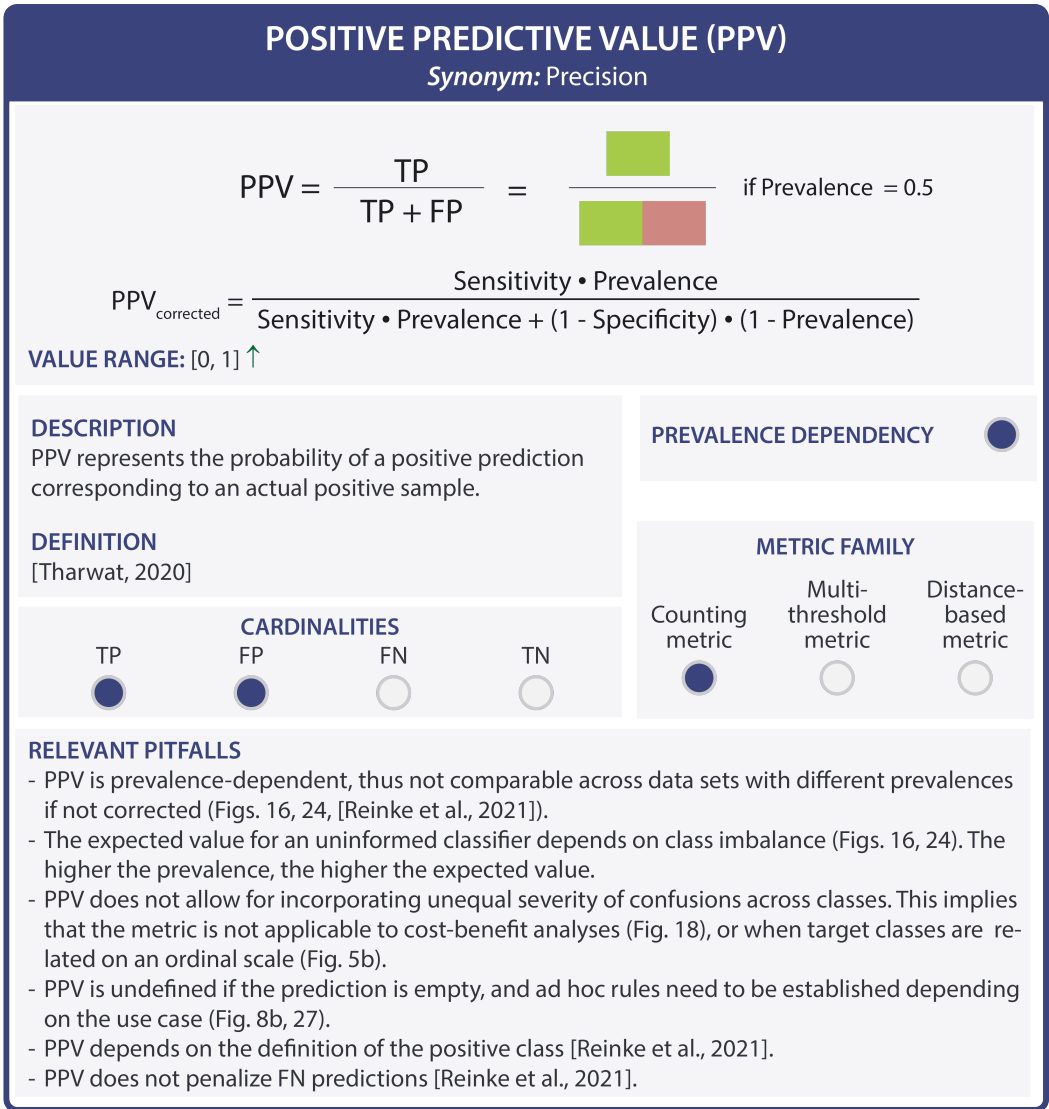 POSITIVE PREDICTIVE VALUE (PPV)
Synonym: Precision
PPV = TP / TP + FP = if Prevalence = 0.5
PPVcorrected = Sensitivity • Prevalence / Sensitivity • Prevalence + (1 - Specificity) • (1 - Prevalence)
VALUE RANGE: [0, 1] ↑
DESCRIPTION
PPV represents the probability of a positive prediction
corresponding to an actual positive sample.
DEFINITION
[Tharwat, 2020]
PREVALENCE DEPENDENCY
CARDINALITIES
TP FP FN TN
METRIC FAMILY
Counting
metric
Multi-
threshold
metric
Distance-
based
metric
RELEVANT PITFALLS
- PPV is prevalence-dependent, thus not comparable across data sets with different prevalences
if not corrected (Figs. 16, 24, [Reinke et al., 2021]).
- The expected value for an uninformed classifier depends on class imbalance (Figs. 16, 24). The
higher the prevalence, the higher the expected value.
- PPV does not allow for incorporating unequal severity of confusions across classes. This implies
that the metric is not applicable to cost-benefit analyses (Fig. 18), or when target classes are re-
lated on an ordinal scale (Fig. 5b).
- PPV is undefined if the prediction is empty, and ad hoc rules need to be established depending
on the use case (Fig. 8b, 27).
- PPV depends on the definition of the positive class [Reinke et al., 2021].
- PPV does not penalize FN predictions [Reinke et al., 2021].